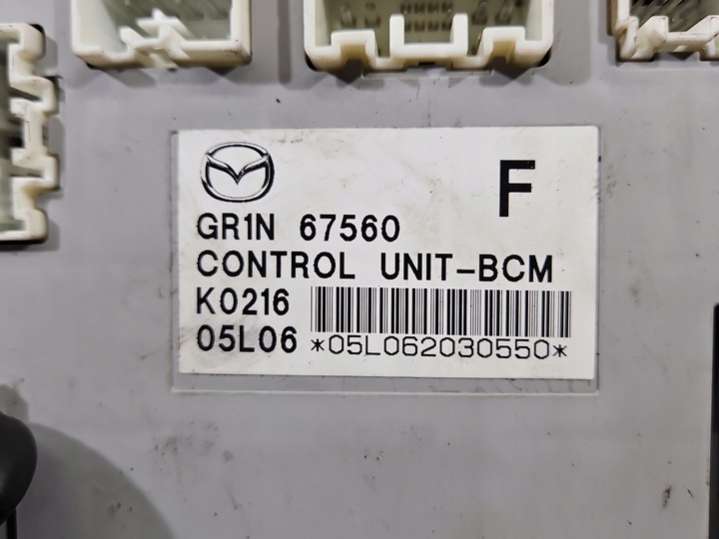 F
GR1N 67560
CONTROL UNIT-BCM
K0216
05L06 *05L062030550*